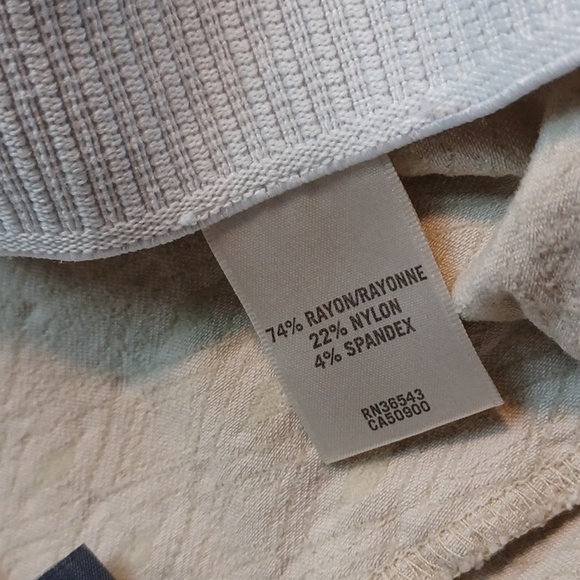 74% RAYON/RAYONNE
22% NYLON
4% SPANDEX
RN36543
CA50900